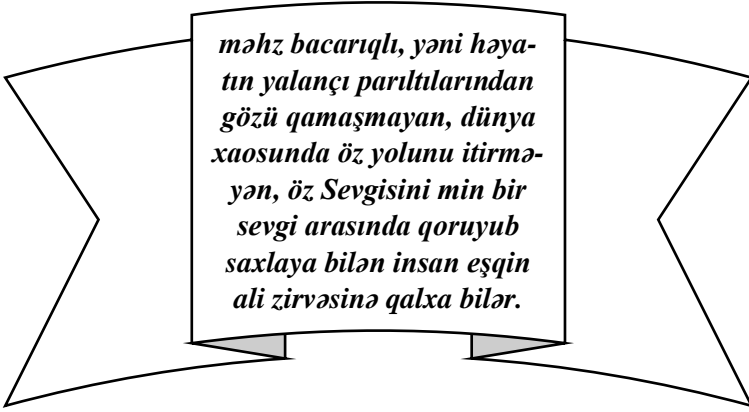 məhz bacarıqlı, yəni həya-
tın yalançı parıltılarından
gözü qamaşmayan, dünya
xaosunda öz yolunu itirmə-
yən, öz Sevgisini min bir
sevgi arasında qoruyub
saxlaya bilən insan eşqin
ali zirvəsinə qalxa bilər.